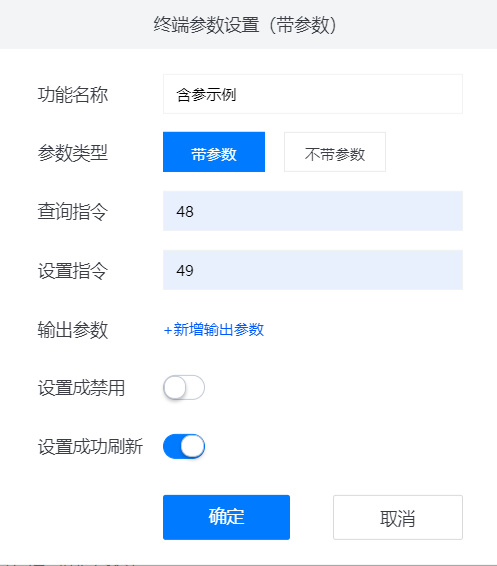 终端参数设置（带参数）
功能名称 含参示例
参数类型 带参数 不带参数
查询指令 48
设置指令 49
输出参数 +新增输出参数
设置成禁用
设置成功刷新
确定 取消